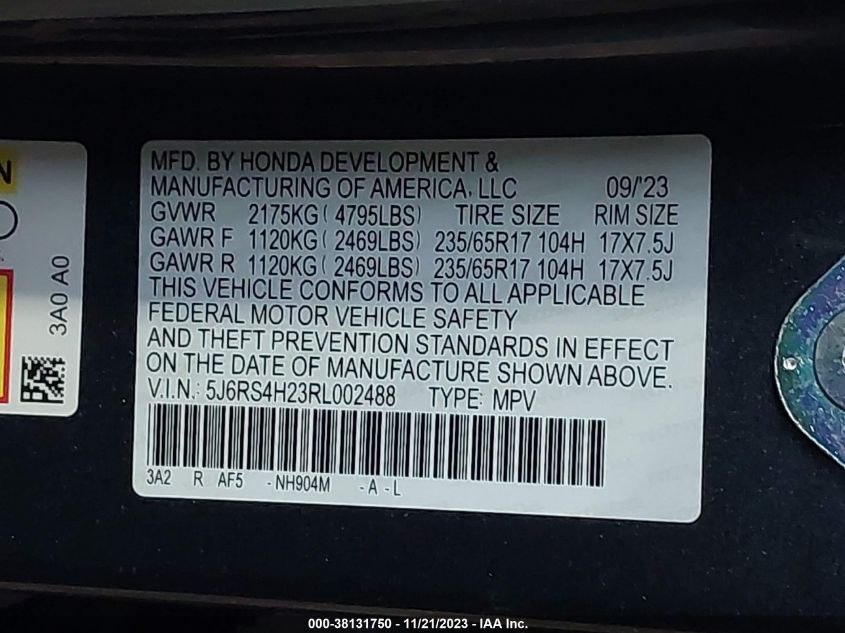 N
3A0 A0
MFD. BY HONDA DEVELOPMENT &
MANUFACTURING OF AMERICA, LLC 09/'23
GVWR 2175KG ( 4795LBS) TIRE SIZE RIM SIZE
GAWR F 1120KG ( 2469LBS) 235/65R17 104H 17X7.5J
GAWR R 1120KG ( 2469LBS) 235/65R17 104H 17X7.5J
THIS VEHICLE CONFORMS TO ALL APPLICABLE
FEDERAL MOTOR VEHICLE SAFETY
AND THEFT PREVENTION STANDARDS IN EFFECT
ON THE DATE OF MANUFACTURE SHOWN ABOVE.
V.I.N.: 5J6RS4H23RL002488 TYPE: MPV
3A2 R AF5 - NH904M - A - L
000-38131750 - 11/21/2023 - IAA Inc.